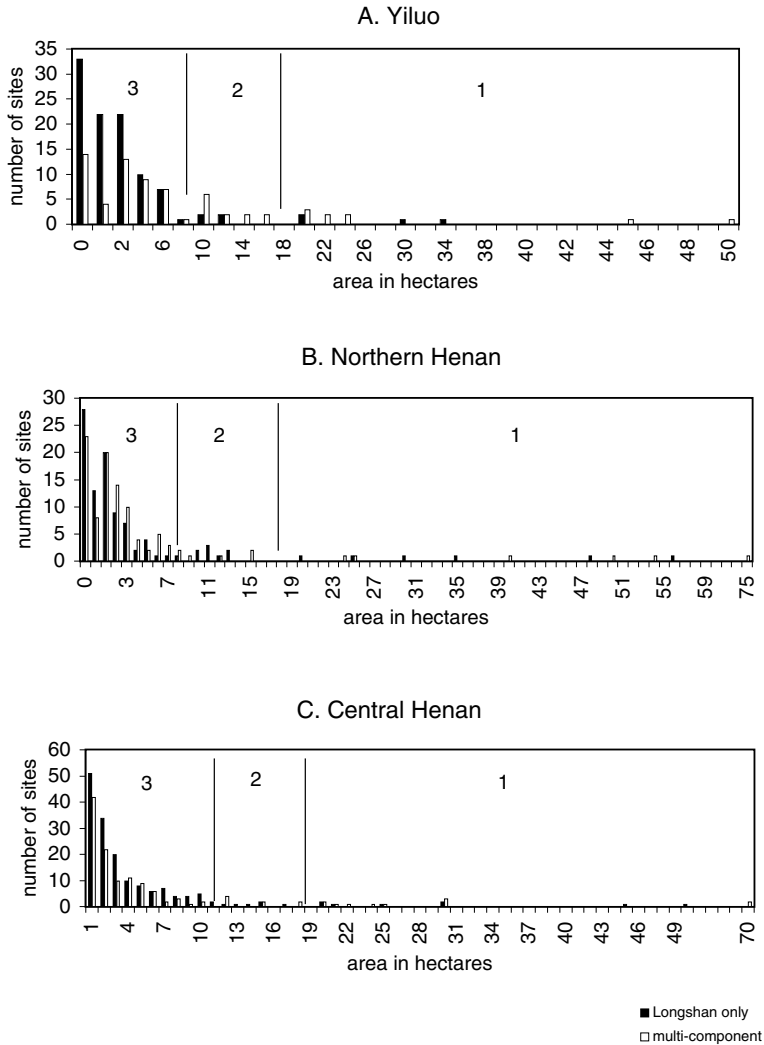 A. Yiluo
35
30
25
20
15
10
5
0
number of sites
3
2
1
0 2 6 10 14 18 22 26 30 34 38 40 42 44 46 48 50
area in hectares
B. Northern Henan
30
25
20
15
10
5
0
number of sites
3
2
1
0 3 7 11 15 19 23 27 31 35 39 43 47 51 55 59 75
area in hectares
C. Central Henan
60
50
40
30
20
10
0
number of sites
3
2
1
1 4 7 10 13 16 19 22 25 28 31 34 37 40 43 46 49 70
area in hectares
Longshan only
multi-component